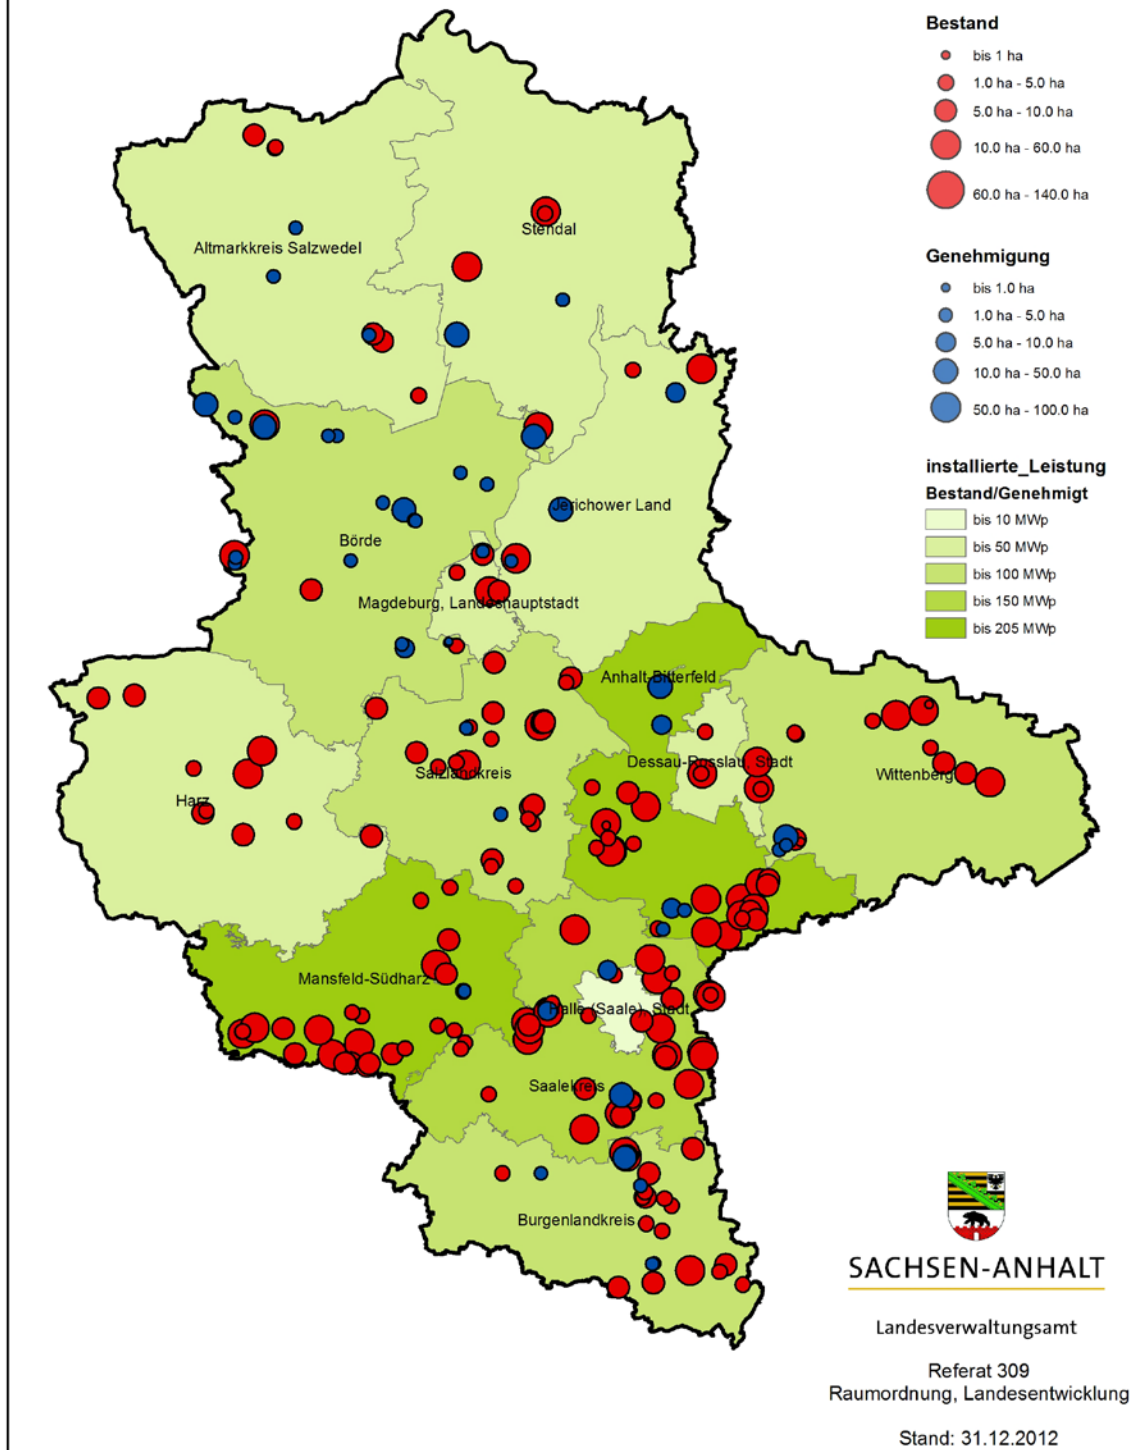 Bestand
bis 1 ha
1.0 ha - 5.0 ha
5.0 ha - 10.0 ha
10.0 ha - 60.0 ha
60.0 ha - 140.0 ha
Genehmigung
bis 1.0 ha
1.0 ha - 5.0 ha
5.0 ha - 10.0 ha
10.0 ha - 50.0 ha
50.0 ha - 100.0 ha
installierte_Leistung
Bestand/Genehmigt
bis 10 MWp
bis 50 MWp
bis 100 MWp
bis 150 MWp
bis 205 MWp
Stendal
Altmarkkreis Salzwedel
Jerichower Land
Börde
Magdeburg, Landeshauptstadt
Anhalt-Bitterfeld
Dessau-Rosslau, Stadt
Wittenberg
Salzlandkreis
Harz
Mansfeld-Südharz
Halle (Saale), Stadt
Saalekreis
Burgenlandkreis
SACHSEN-ANHALT
Landesverwaltungsamt
Referat 309
Raumordnung, Landesentwicklung
Stand: 31.12.2012